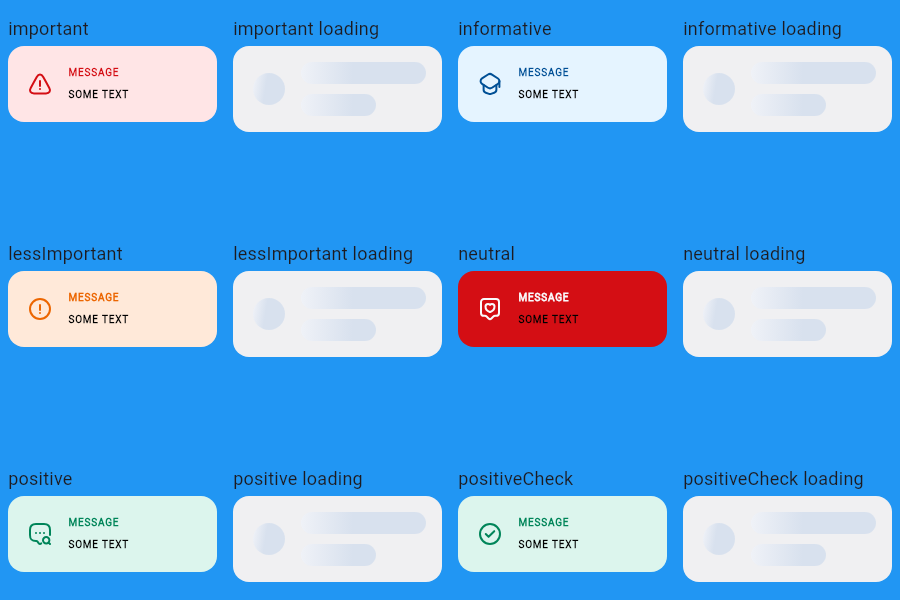 important
important loading
informative
informative loading
MESSAGE
SOME TEXT
MESSAGE
SOME TEXT
lessImportant
lessImportant loading
neutral
neutral loading
MESSAGE
SOME TEXT
MESSAGE
SOME TEXT
positive
positive loading
positiveCheck
positiveCheck loading
MESSAGE
SOME TEXT
MESSAGE
SOME TEXT